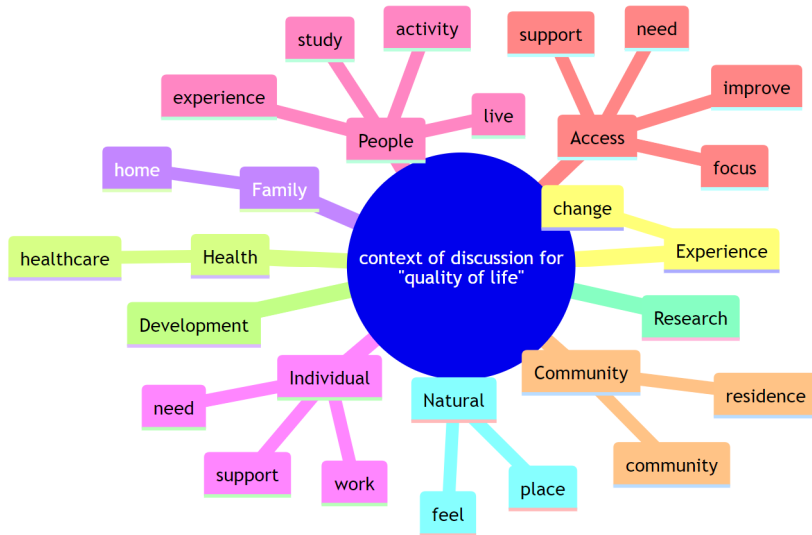 activity
study
support
need
experience
improve
live
People
Access
home
focus
Family
change
healthcare
Health
context of discussion for
"quality of life"
Experience
Development
Research
Individual
Community
need
Natural
residence
support
work
place
community
feel